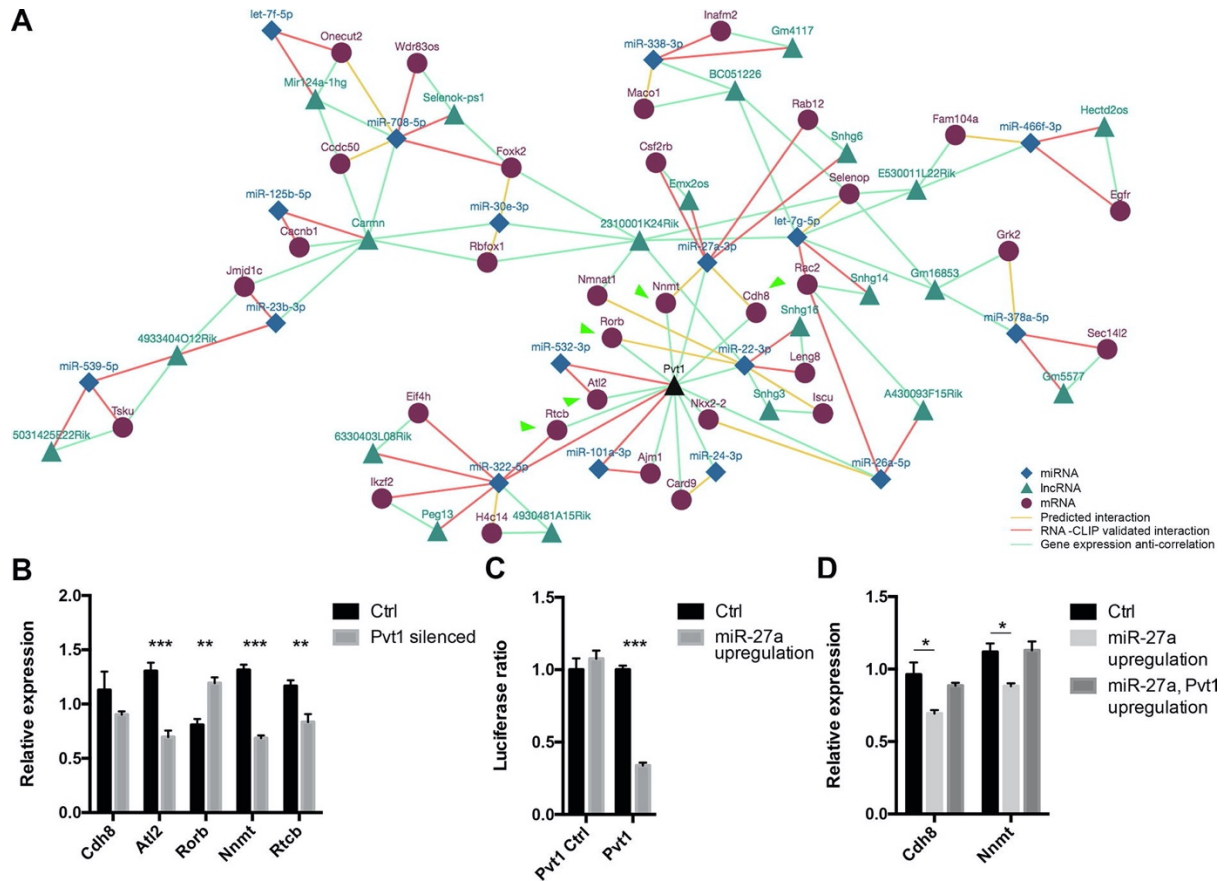 A
let-7f-5p
Onecut2
Wdr83os
Mir124a-1hg
Selenok-ps1
miR-708-5p
Ccdc50
Foxk2
miR-125b-5p
miR-30e-3p
Cacnb1
Carmn
Rbfox1
Jmjd1c
miR-23b-3p
4933404O12Rik
miR-539-5p
Tsku
5031425E22Rik
Inafm2
miR-338-3p
Gm4117
BC051226
Maco1
Rab12
Fam104a
miR-466f-3p
Hectd2os
Csf2rb
Snhg6
Emx2os
Selenop
E530011L22Rik
Egfr
2310001K24Rik
let-7g-5p
miR-27a-3p
Grk2
Rac2
Snhg14
Gm16853
Nmnat1
Nnmt
Cdh8
miR-378a-5p
Rorb
Snhg16
Sec14l2
miR-532-3p
miR-22-3p
Leng8
Pvt1
Gm5577
Atl2
Iscu
A430093F15Rik
Eif4h
Rtcb
Nkx2-2
Snhg3
6330403L08Rik
miR-322-5p
miR-101a-3p
Ajm1
miR-24-3p
miR-26a-5p
Ikzf2
Card9
Peg13
H4c14
4930481A15Rik
miRNA
lncRNA
mRNA
Predicted interaction
RNA -CLIP validated interaction
Gene expression anti-correlation
B
Relative expression
2.0
1.5
1.0
0.5
0.0
*** ** *** **
Cdh8
Atl2
Rorb
Nnmt
Rtcb
Ctrl
Pvt1 silenced
C
Luciferase ratio
1.5
1.0
0.5
0.0
***
Pvt1 Ctrl
Pvt1
Ctrl
miR-27a
upregulation
D
Relative expression
1.5
1.0
0.5
0.0
*
*
Cdh8
Nnmt
Ctrl
miR-27a
upregulation
miR-27a, Pvt1
upregulation